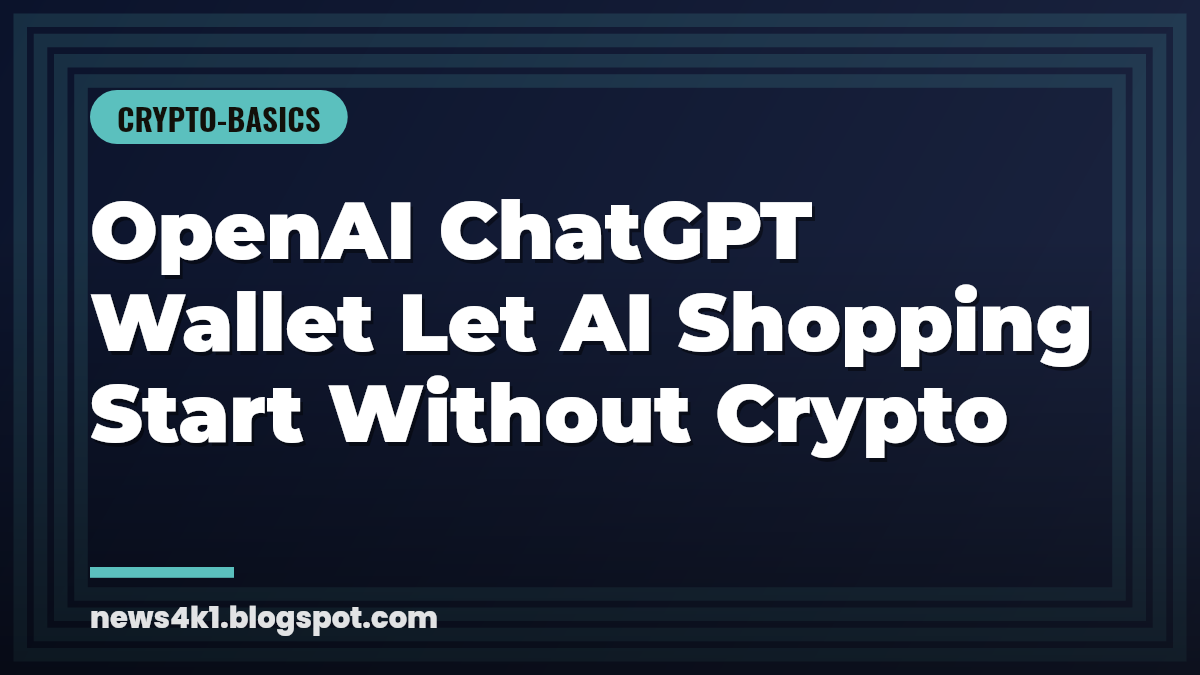 CRYPTO-BASICS
OpenAI ChatGPT
Wallet Let AI Shopping
Start Without Crypto
news4k1.blogspot.com